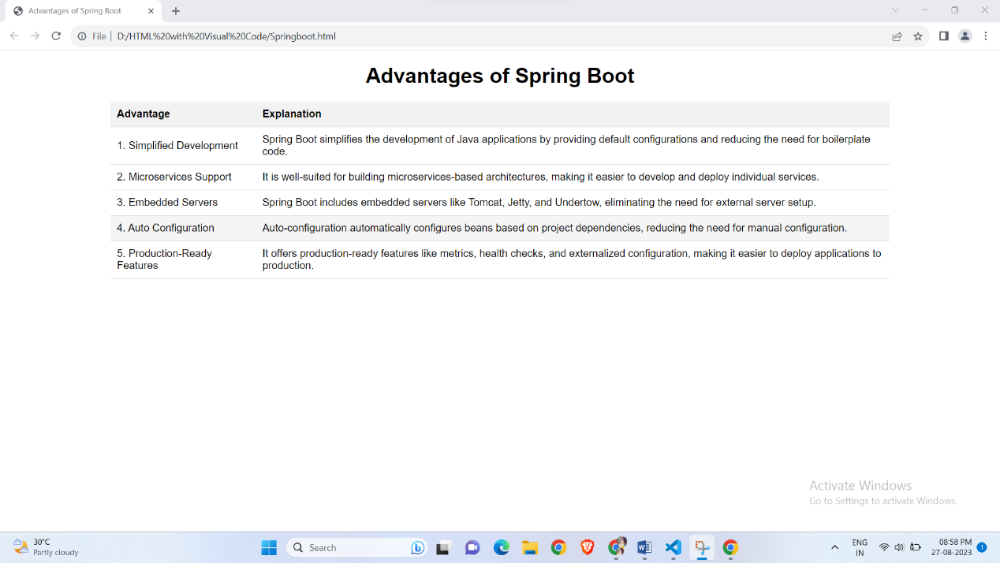 Advantages of Spring Boot
File D:/HTML%20with%20Visual%20Code/Springboot.html
Advantages of Spring Boot
Advantage Explanation
1. Simplified Development Spring Boot simplifies the development of Java applications by providing default configurations and reducing the need for boilerplate
code.
2. Microservices Support It is well-suited for building microservices-based architectures, making it easier to develop and deploy individual services.
3. Embedded Servers Spring Boot includes embedded servers like Tomcat, Jetty, and Undertow, eliminating the need for external server setup.
4. Auto Configuration Auto-configuration automatically configures beans based on project dependencies, reducing the need for manual configuration.
5. Production-Ready It offers production-ready features like metrics, health checks, and externalized configuration, making it easier to deploy applications to
Features production.
Activate Windows
Go to Settings to activate Windows.
30°C
Partly cloudy
Search
ENG
IN
08:58 PM
27-08-2023
1